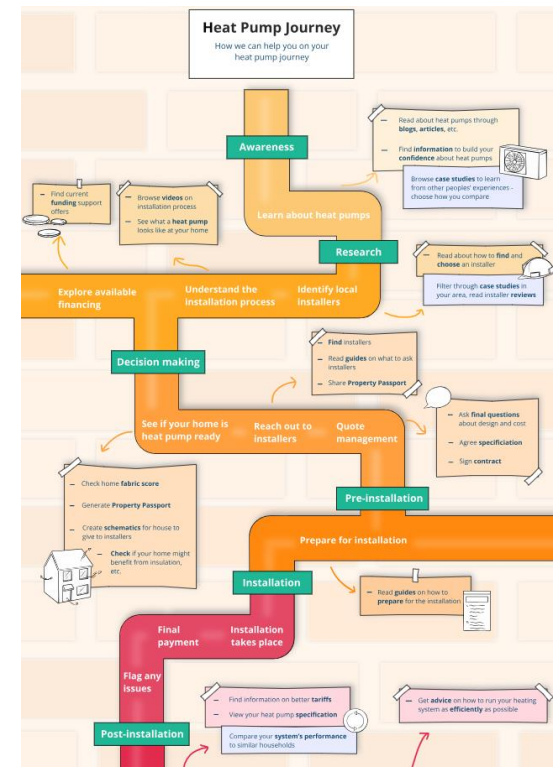 Heat Pump Journey
How we can help you on your
heat pump journey
Awareness
— Read about heat pumps through
blogs, articles, etc.
— Find information to build your
confidence about heat pumps
Browse case studies to learn
from other peoples' experiences -
choose how you compare
Learn about heat pumps
— Find current
funding support
offers
— Browse videos on
installation process
— See what a heat pump
looks like at your home
Research
— Read about how to find and
choose an installer
Filter through case studies in
your area, read installer reviews
Explore available
financing
Understand the
installation process
Identify local
installers
Decision making
— Find installers
— Read guides on what to ask
installers
— Share Property Passport
See if your home is
heat pump ready
Reach out to
installers
Quote
management
— Ask final questions
about design and cost
— Agree specificiation
— Sign contract
— Check home fabric score
— Generate Property Passport
— Create schematics for house to
give to installers
— Check if your home might
benefit from insulation,
etc.
Pre-installation
Prepare for installation
Installation
— Read guides on how to
prepare for the installation
Final
payment
Installation
takes place
Flag any
issues
— Find information on better tariffs
— View your heat pump specification
Compare your system's performance
to similar households
— Get advice on how to run your heating
system as efficiently as possible
Post-installation